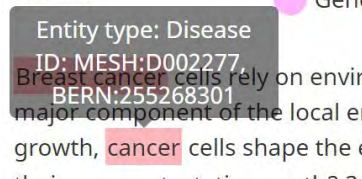 Gen
Entity type: Disease
ID: MESH:D002277,
BERN:255268301
Breast cancer cells rely on envir
major component of the local e
growth, cancer cells shape the e